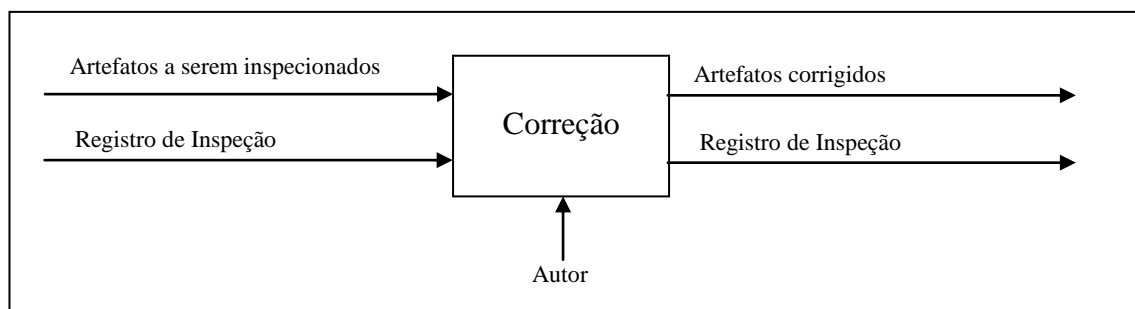 Artefatos a serem inspecionados
Artefatos corrigidos
Correção
Registro de Inspeção
Registro de Inspeção
Autor